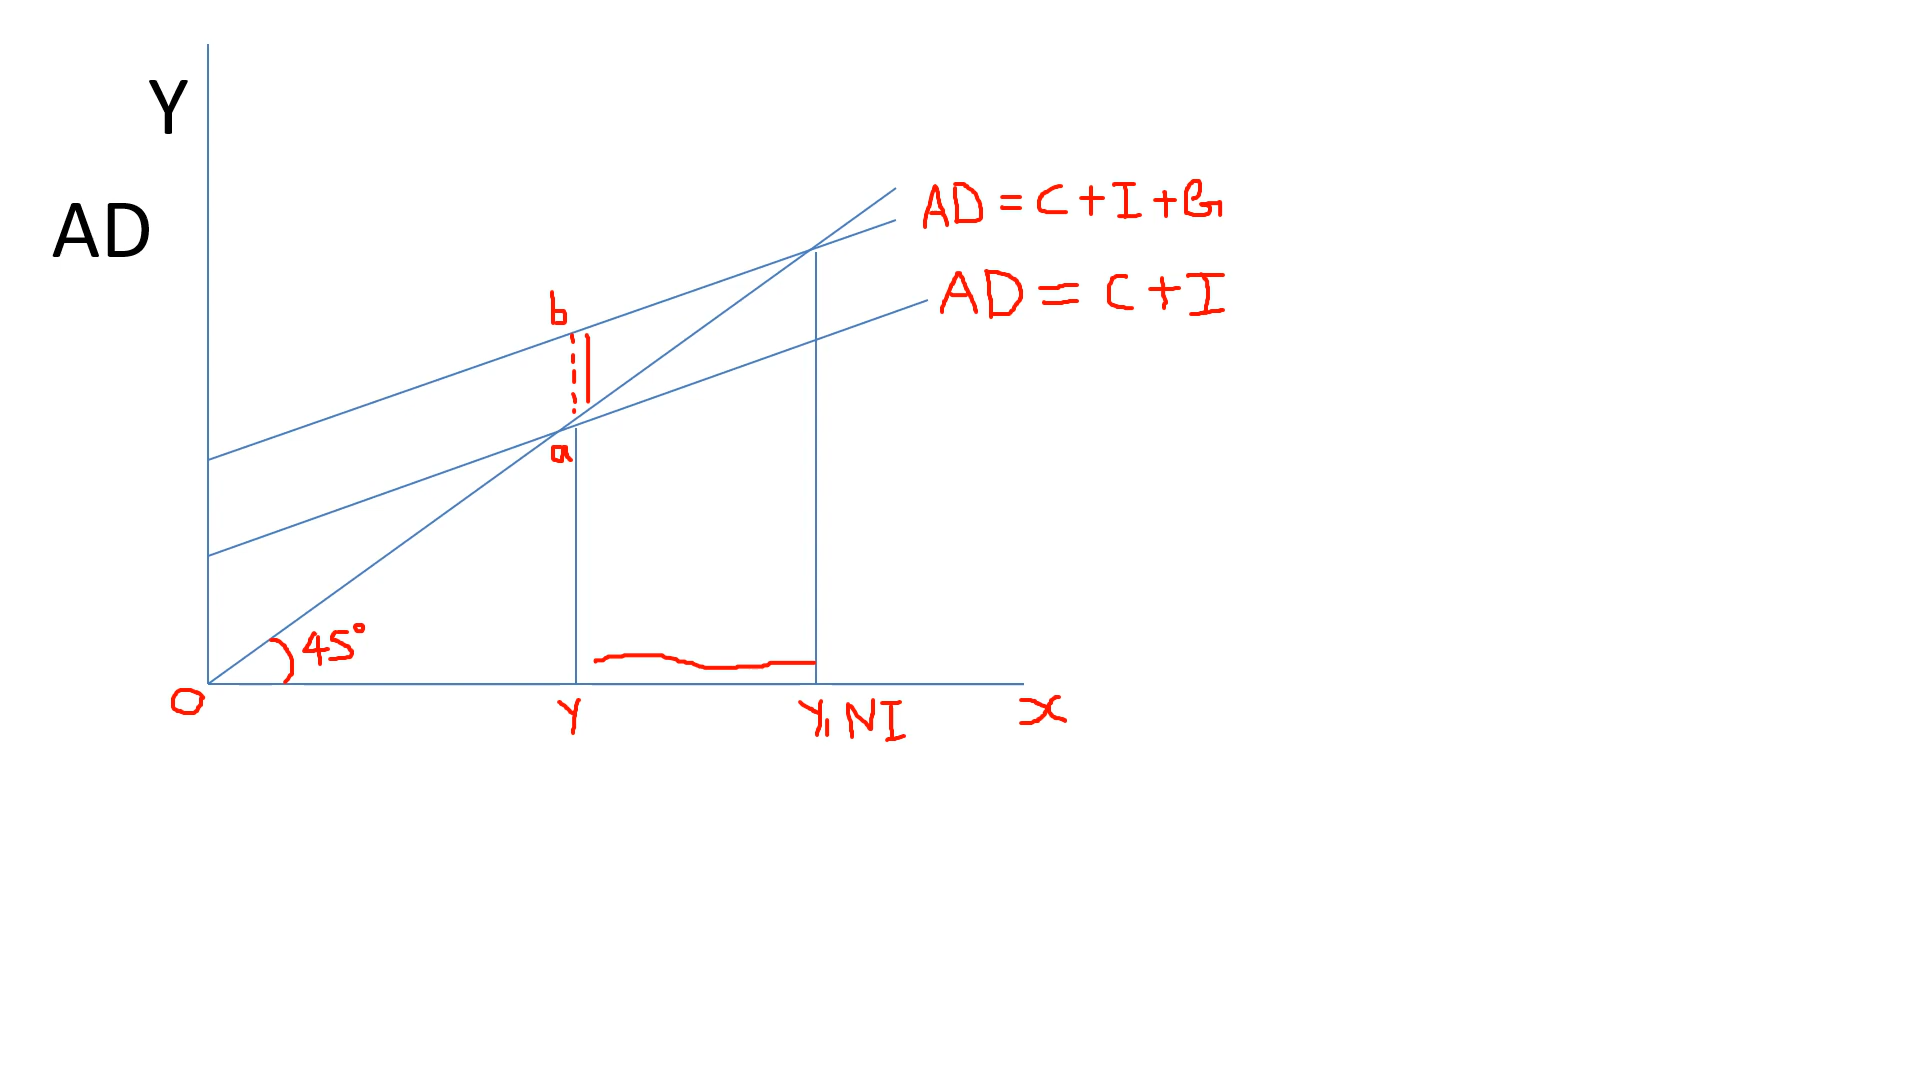 Y
AD
AD = C + I + G
AD = C + I
b
a
45°
O
Y
Y₁ NI
x